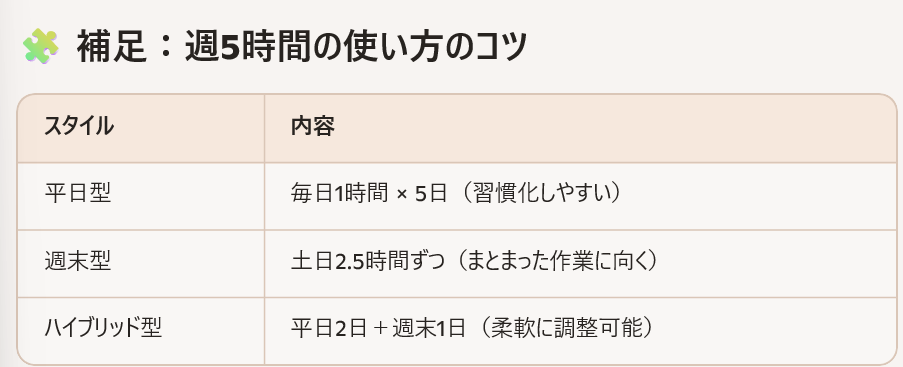 補足：週5時間の使い方のコツ
スタイル 内容
平日型 毎日1時間 × 5日（習慣化しやすい）
週末型 土日2.5時間ずつ（まとまった作業に向く）
ハイブリッド型 平日2日＋週末1日（柔軟に調整可能）